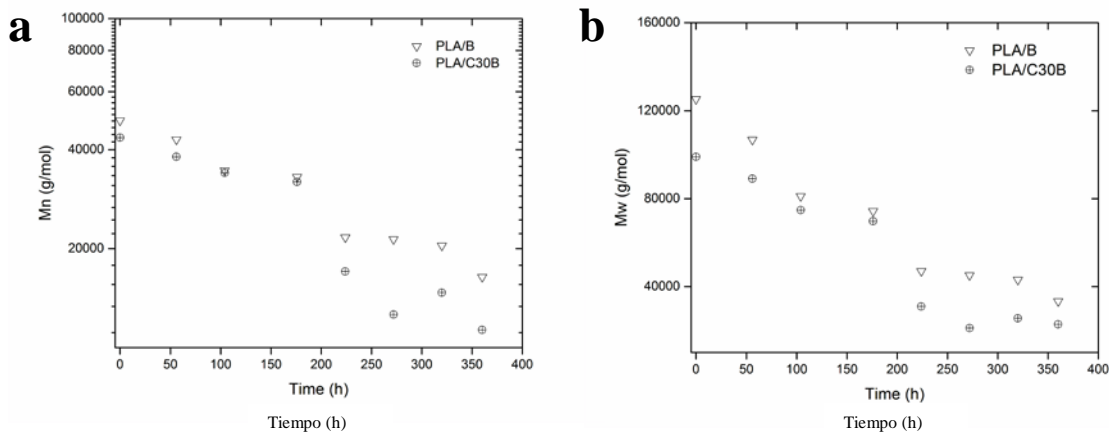 a
100000
80000
60000
40000
20000
Mn (g/mol)
PLA/B
PLA/C30B
0 50 100 150 200 250 300 350 400
Time (h)
Tiempo (h)
b
160000
120000
80000
40000
Mw (g/mol)
PLA/B
PLA/C30B
0 50 100 150 200 250 300 350 400
Time (h)
Tiempo (h)